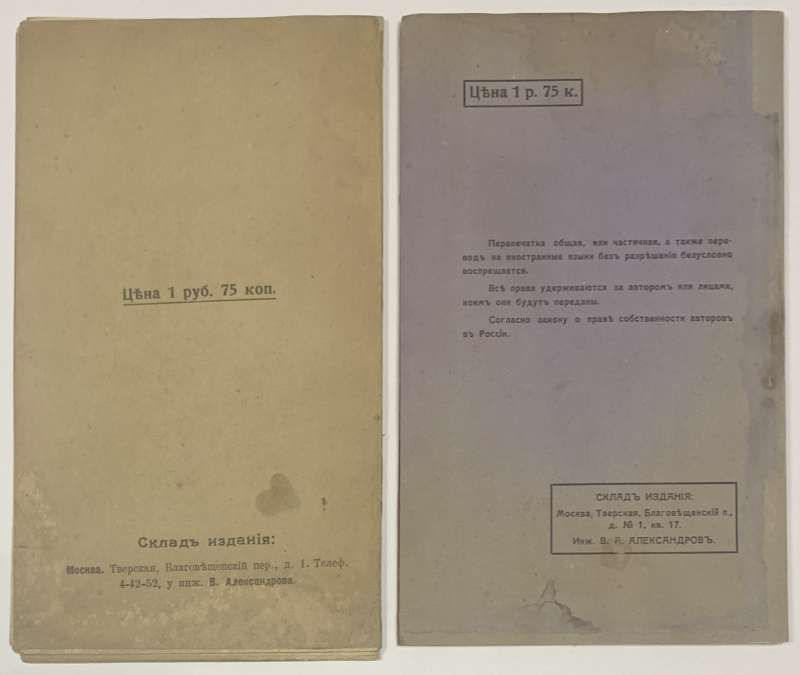 Цѣна 1 руб. 75 коп.
Складъ изданія:
Москва. Тверская, Благовѣщенскій пер., д. 1. Телеф.
4-42-52, у инж. В. Александрова.
Цѣна 1 р. 75 к.
Перепечатка общая, или частичная, а также пере-
водъ на иностранные языки безъ разрѣшенія безусловно
воспрещается.
Всѣ права удерживаются за авторомъ или лицами,
коимъ они будутъ переданы.
Согласно закону о правѣ собственности авторовъ
въ Россіи.
СКЛАДЪ ИЗДАНІЯ:
Москва, Тверская, Благовѣщенскій п.,
д. № 1, кв. 17.
Инж. В. А. АЛЕКСАНДРОВЪ.